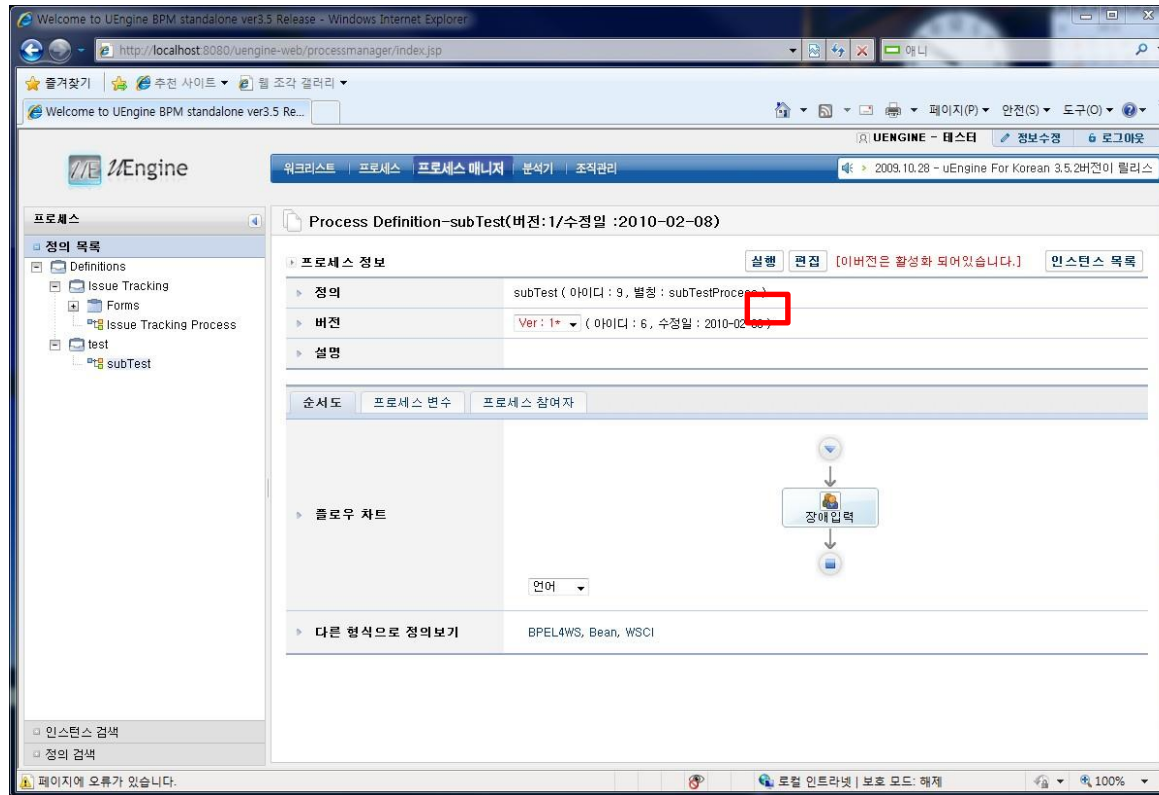 Welcome to UEngine BPM standalone ver3.5 Release - Windows Internet Explorer
http://localhost:8080/uengine-web/processmanager/index.jsp
애니
즐겨찾기 추천 사이트 웹 조각 갤러리
Welcome to UEngine BPM standalone ver3.5 Re...
페이지(P) 안전(S) 도구(O)
UENGINE - 테스터 정보수정 로그아웃
UEngine
워크리스트 프로세스 프로세스 매니저 분석기 조직관리
2009.10.28 - uEngine For Korean 3.5.2버전이 릴리스
프로세스
Process Definition-subTest(버전:1/수정일 :2010-02-08)
정의 목록
Definitions
Issue Tracking
Forms
Issue Tracking Process
test
subTest
프로세스 정보
실행 편집 [이버전은 활성화 되어있습니다.] 인스턴스 목록
정의 subTest ( 아이디 : 9, 별칭 : subTestProcess )
버전 Ver : 1* ( 아이디 : 6, 수정일 : 2010-02-08 )
설명
순서도 프로세스 변수 프로세스 참여자
플로우 차트
장애입력
언어
다른 형식으로 정의보기 BPEL4WS, Bean, WSCI
인스턴스 검색
정의 검색
페이지에 오류가 있습니다.
로컬 인트라넷 | 보호 모드: 해제
100%